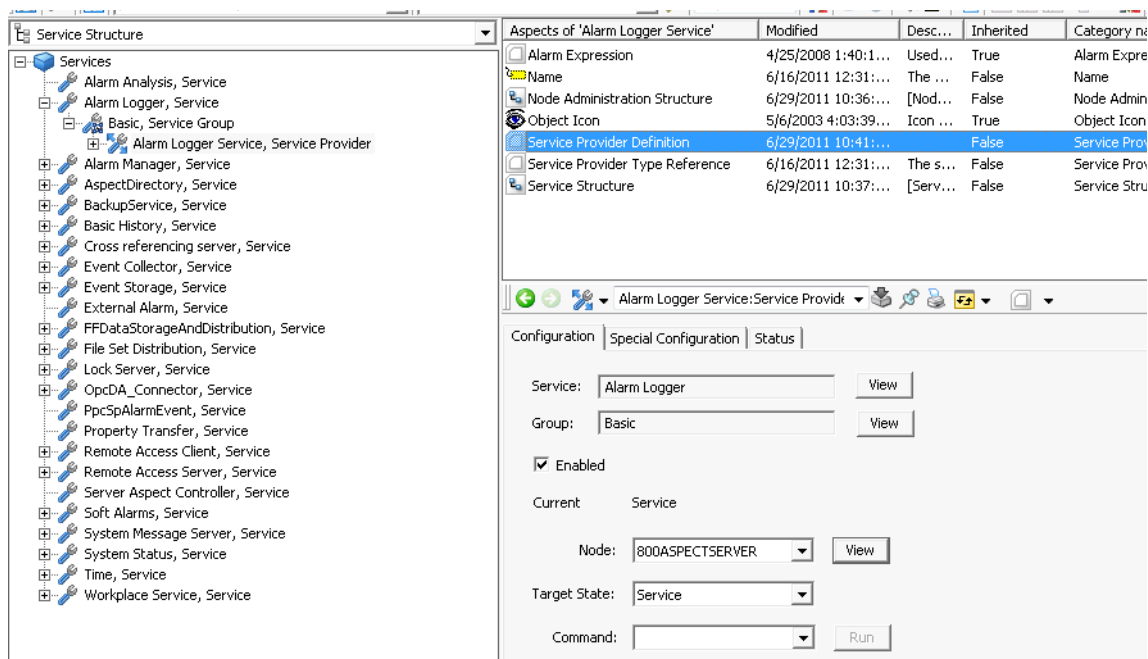 Service Structure
Services
Alarm Analysis, Service
Alarm Logger, Service
Basic, Service Group
Alarm Logger Service, Service Provider
Alarm Manager, Service
AspectDirectory, Service
BackupService, Service
Basic History, Service
Cross referencing server, Service
Event Collector, Service
Event Storage, Service
External Alarm, Service
FFDataStorageAndDistribution, Service
File Set Distribution, Service
Lock Server, Service
OpcDA_Connector, Service
PpcSpAlarmEvent, Service
Property Transfer, Service
Remote Access Client, Service
Remote Access Server, Service
Server Aspect Controller, Service
Soft Alarms, Service
System Message Server, Service
System Status, Service
Time, Service
Workplace Service, Service
Aspects of 'Alarm Logger Service' Modified Desc... Inherited Category na
Alarm Expression 4/25/2008 1:40:1... Used... True Alarm Expre
Name 6/16/2011 12:31:... The ... False Name
Node Administration Structure 6/29/2011 10:36:... [Nod... False Node Admin
Object Icon 5/6/2003 4:03:39... Icon ... True Object Icon
Service Provider Definition 6/29/2011 10:41:... False Service Prov
Service Provider Type Reference 6/16/2011 12:31:... The s... False Service Prov
Service Structure 6/29/2011 10:37:... [Serv... False Service Stru
Alarm Logger Service:Service Provide
Configuration Special Configuration Status
Service: Alarm Logger View
Group: Basic View
Enabled
Current Service
Node: 800ASPECTSERVER View
Target State: Service
Command: Run